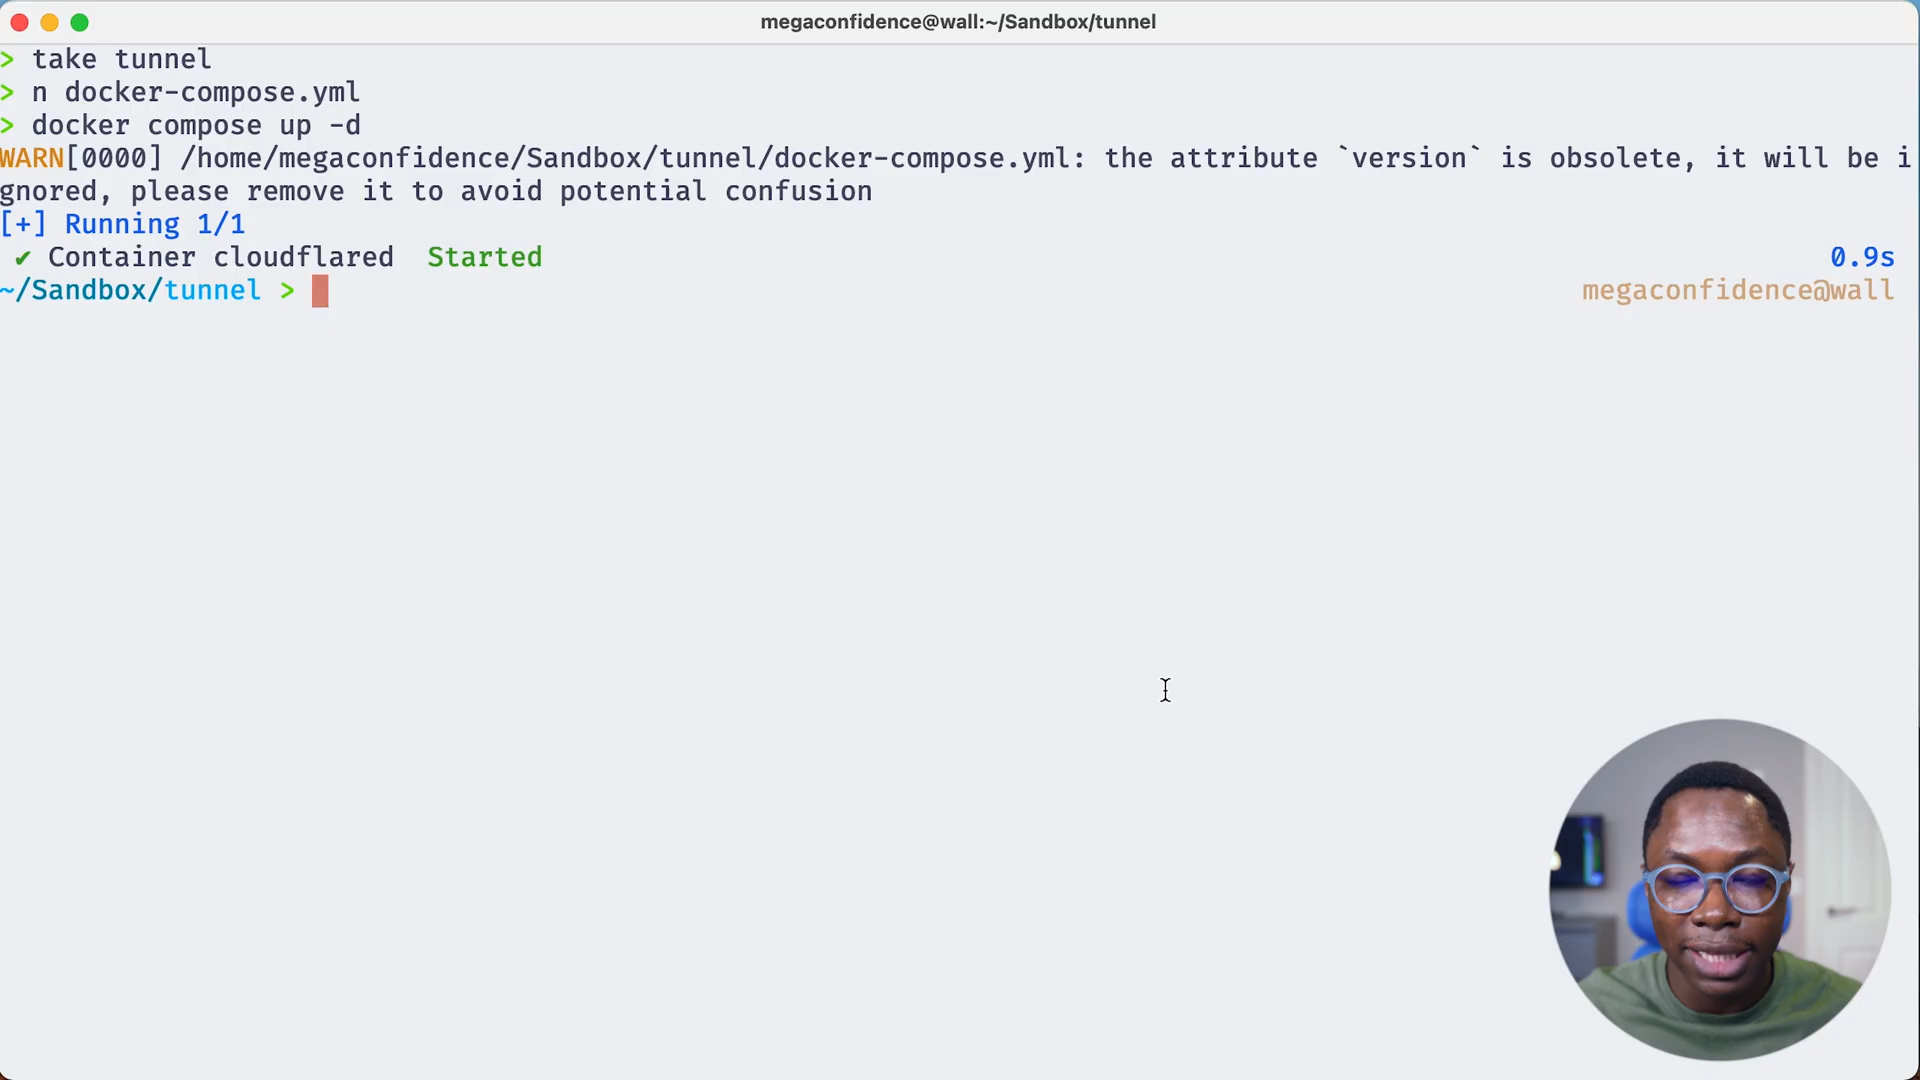 megaconfidence@wall:~/Sandbox/tunnel
> take tunnel
> n docker-compose.yml
> docker compose up -d
WARN[0000] /home/megaconfidence/Sandbox/tunnel/docker-compose.yml: the attribute `version` is obsolete, it will be i
gnored, please remove it to avoid potential confusion
[+] Running 1/1
✔ Container cloudflared  Started 0.9s
~/Sandbox/tunnel > megaconfidence@wall